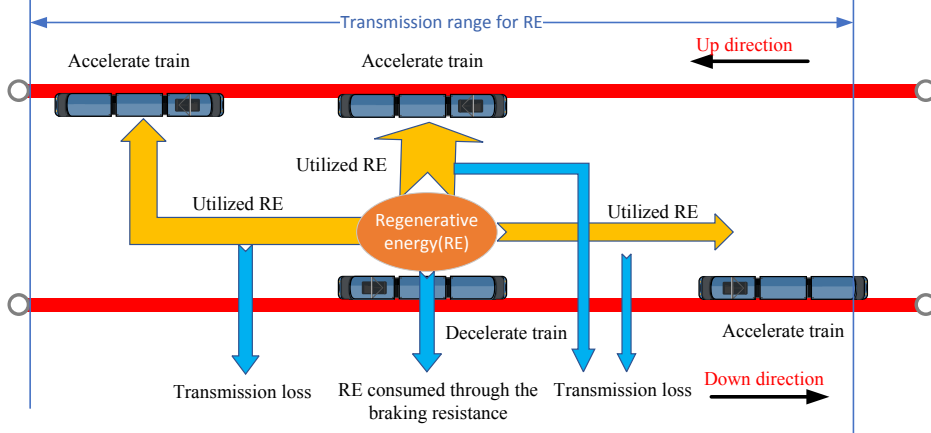 Transmission range for RE
Up direction
Accelerate train
Accelerate train
Utilized RE
Utilized RE
Regenerative
energy(RE)
Utilized RE
Decelerate train
Accelerate train
Transmission loss
RE consumed through the
braking resistance
Transmission loss
Down direction